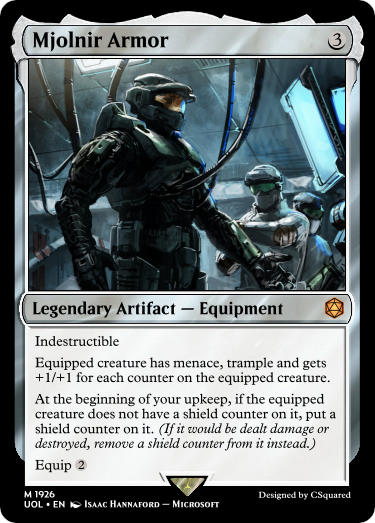 Mjolnir Armor 3
Legendary Artifact — Equipment
Indestructible
Equipped creature has menace, trample and gets
+1/+1 for each counter on the equipped creature.
At the beginning of your upkeep, if the equipped
creature does not have a shield counter on it, put a
shield counter on it. (If it would be dealt damage or
destroyed, remove a shield counter from it instead.)
Equip 2
M 1926
UOL • EN Isaac Hannaford — Microsoft
Designed by CSquared